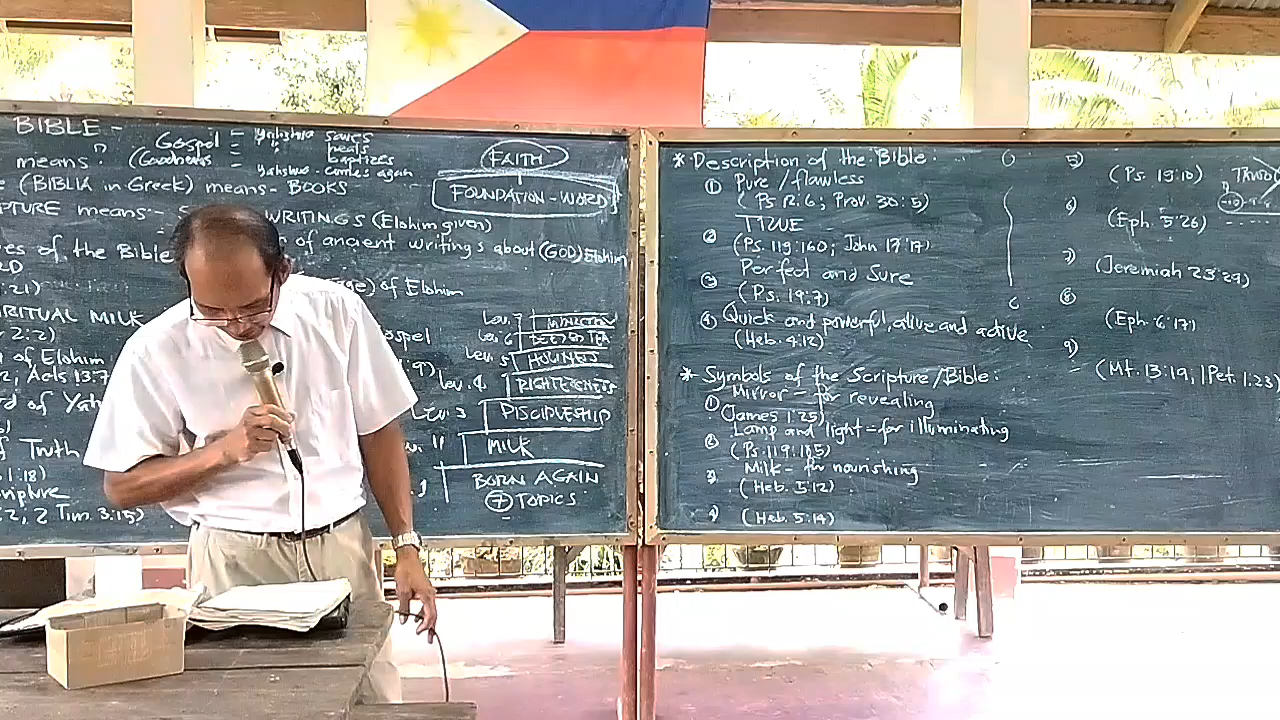 BIBLE -
Gospel = Yahshua saves
" heals
means? (Goodnews = baptizes
= Yahshua - comes again
(BIBLIA in Greek) means - BOOKS
PTURE means - WRITINGS (Elohim given)
es of the Bible of ancient writings about (GOD) Elohim
RD
:21)
ge) of Elohim
RITUAL MILK
2:2)
ospel
of Elohim
2, Acts 13:7
rd of Yah
of Truth
1:18)
ripture
2, 2 Tim 3:15)
FAITH
FOUNDATION - WORD
Lev. 7
Lev. 6
Lev. 5 HOLINESS
Lev. 4 RIGHTEOUSNESS
Lev. 3 DISCIPLESHIP
" MILK
BORN AGAIN
7 TOPICS
* Description of the Bible.
1 Pure / flawless
(Ps 12:6; Prov. 30:5)
TRUE
2 (Ps. 119:160; John 17:17)
Perfect and Sure
3 (Ps. 19:7)
4 Quick and powerful, alive and active
(Heb. 4:12)
* Symbols of the Scripture/Bible:
1 Mirror - for revealing
(James 1:25)
Lamp and light - for illuminating
2 (Ps. 119:105)
3 Milk - for nourishing
(Heb. 5:12)
4) (Heb. 5:14)
5) (Ps. 19:10)
6) (Eph. 5:26)
7) (Jeremiah 23:29)
8 (Eph. 6:17)
9) (Mt. 13:19, 1 Pet. 1:23)